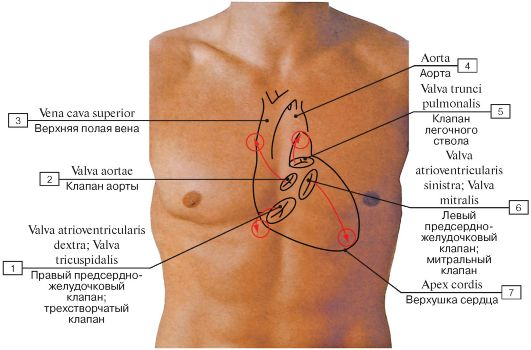 3
Vena cava superior
Верхняя полая вена
2
Valva aortae
Клапан аорты
Valva atrioventricularis
dextra; Valva
tricuspidalis
1
Правый предсердно-
желудочковый
клапан;
трехстворчатый
клапан
Aorta
4
Аорта
Valva trunci
pulmonalis
5
Клапан
легочного
ствола
Valva
atrioventricularis
sinistra; Valva
mitralis
6
Левый
предсердно-
желудочковый
клапан;
митральный
клапан
Apex cordis
7
Верхушка сердца